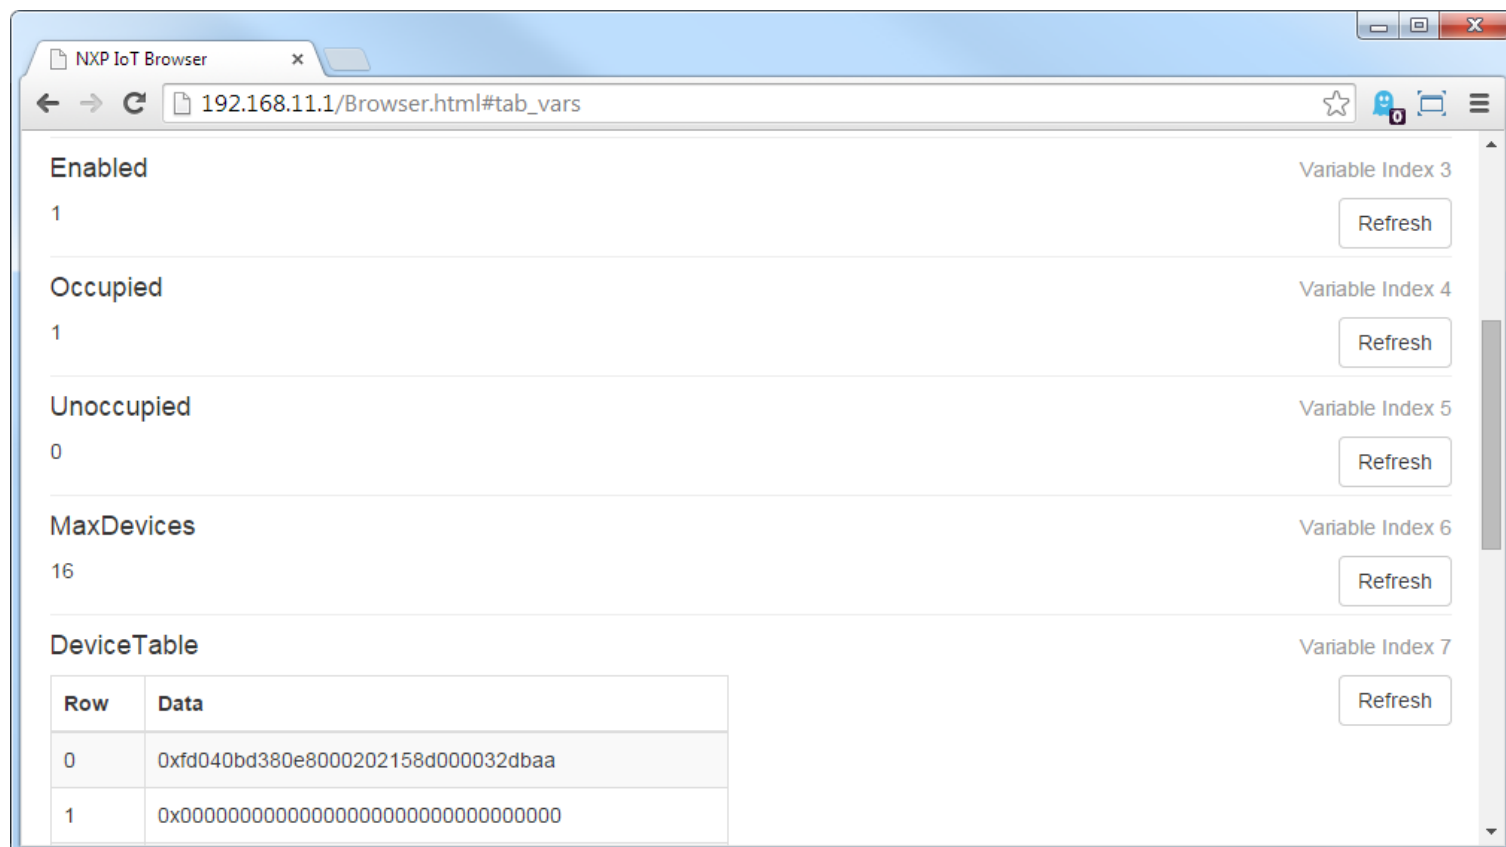 NXP IoT Browser
192.168.11.1/Browser.html#tab_vars
0
Enabled
Variable Index 3
1
Refresh
Occupied
Variable Index 4
1
Refresh
Unoccupied
Variable Index 5
0
Refresh
MaxDevices
Variable Index 6
16
Refresh
DeviceTable
Variable Index 7
Refresh
Row Data
0 0xfd040bd380e8000202158d000032dbaa
1 0x00000000000000000000000000000000